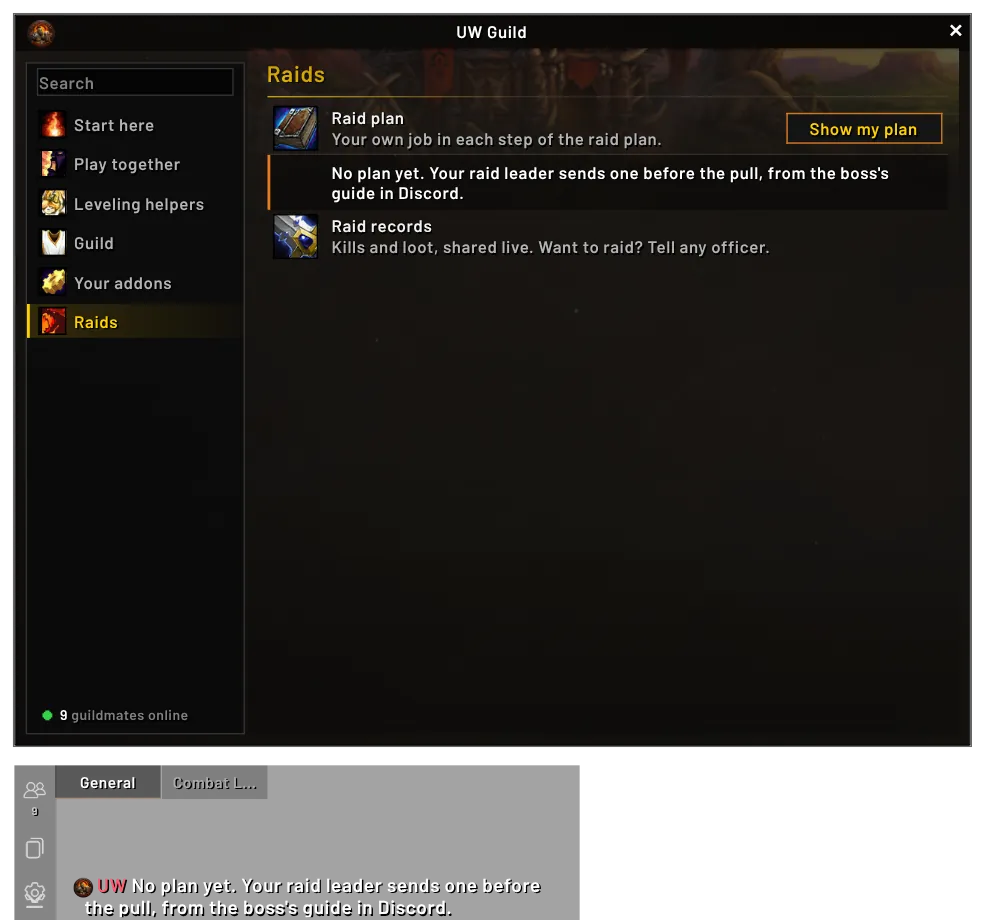 UW Guild
Search
Start here
Play together
Leveling helpers
Guild
Your addons
Raids
9 guildmates online
Raids
Raid plan
Your own job in each step of the raid plan.
Show my plan
No plan yet. Your raid leader sends one before the pull, from the boss's
guide in Discord.
Raid records
Kills and loot, shared live. Want to raid? Tell any officer.
9
General
Combat L...
UW No plan yet. Your raid leader sends one before
the pull, from the boss's guide in Discord.